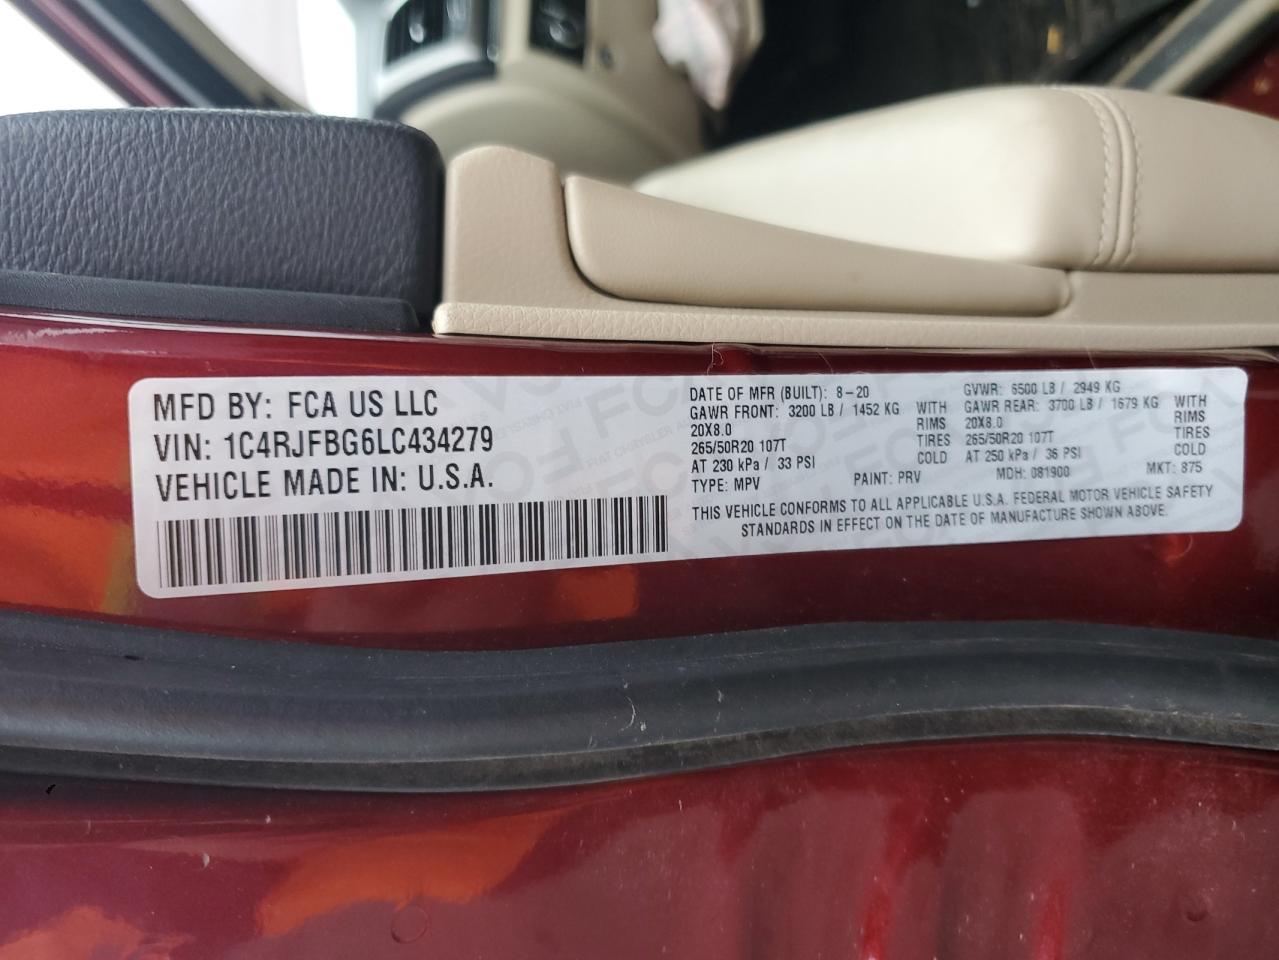 MFD BY: FCA US LLC
VIN: 1C4RJFBG6LC434279
VEHICLE MADE IN: U.S.A.
DATE OF MFR (BUILT): 8-20
GAWR FRONT: 3200 LB / 1452 KG WITH
20X8.0 RIMS
265/50R20 107T TIRES
AT 230 kPa / 33 PSI COLD
TYPE: MPV PAINT: PRV
GVWR: 6500 LB / 2949 KG
GAWR REAR: 3700 LB / 1679 KG WITH
20X8.0 RIMS
265/50R20 107T TIRES
AT 250 kPa / 36 PSI COLD
MDH: 081900 MKT: 875
THIS VEHICLE CONFORMS TO ALL APPLICABLE U.S.A. FEDERAL MOTOR VEHICLE SAFETY
STANDARDS IN EFFECT ON THE DATE OF MANUFACTURE SHOWN ABOVE.